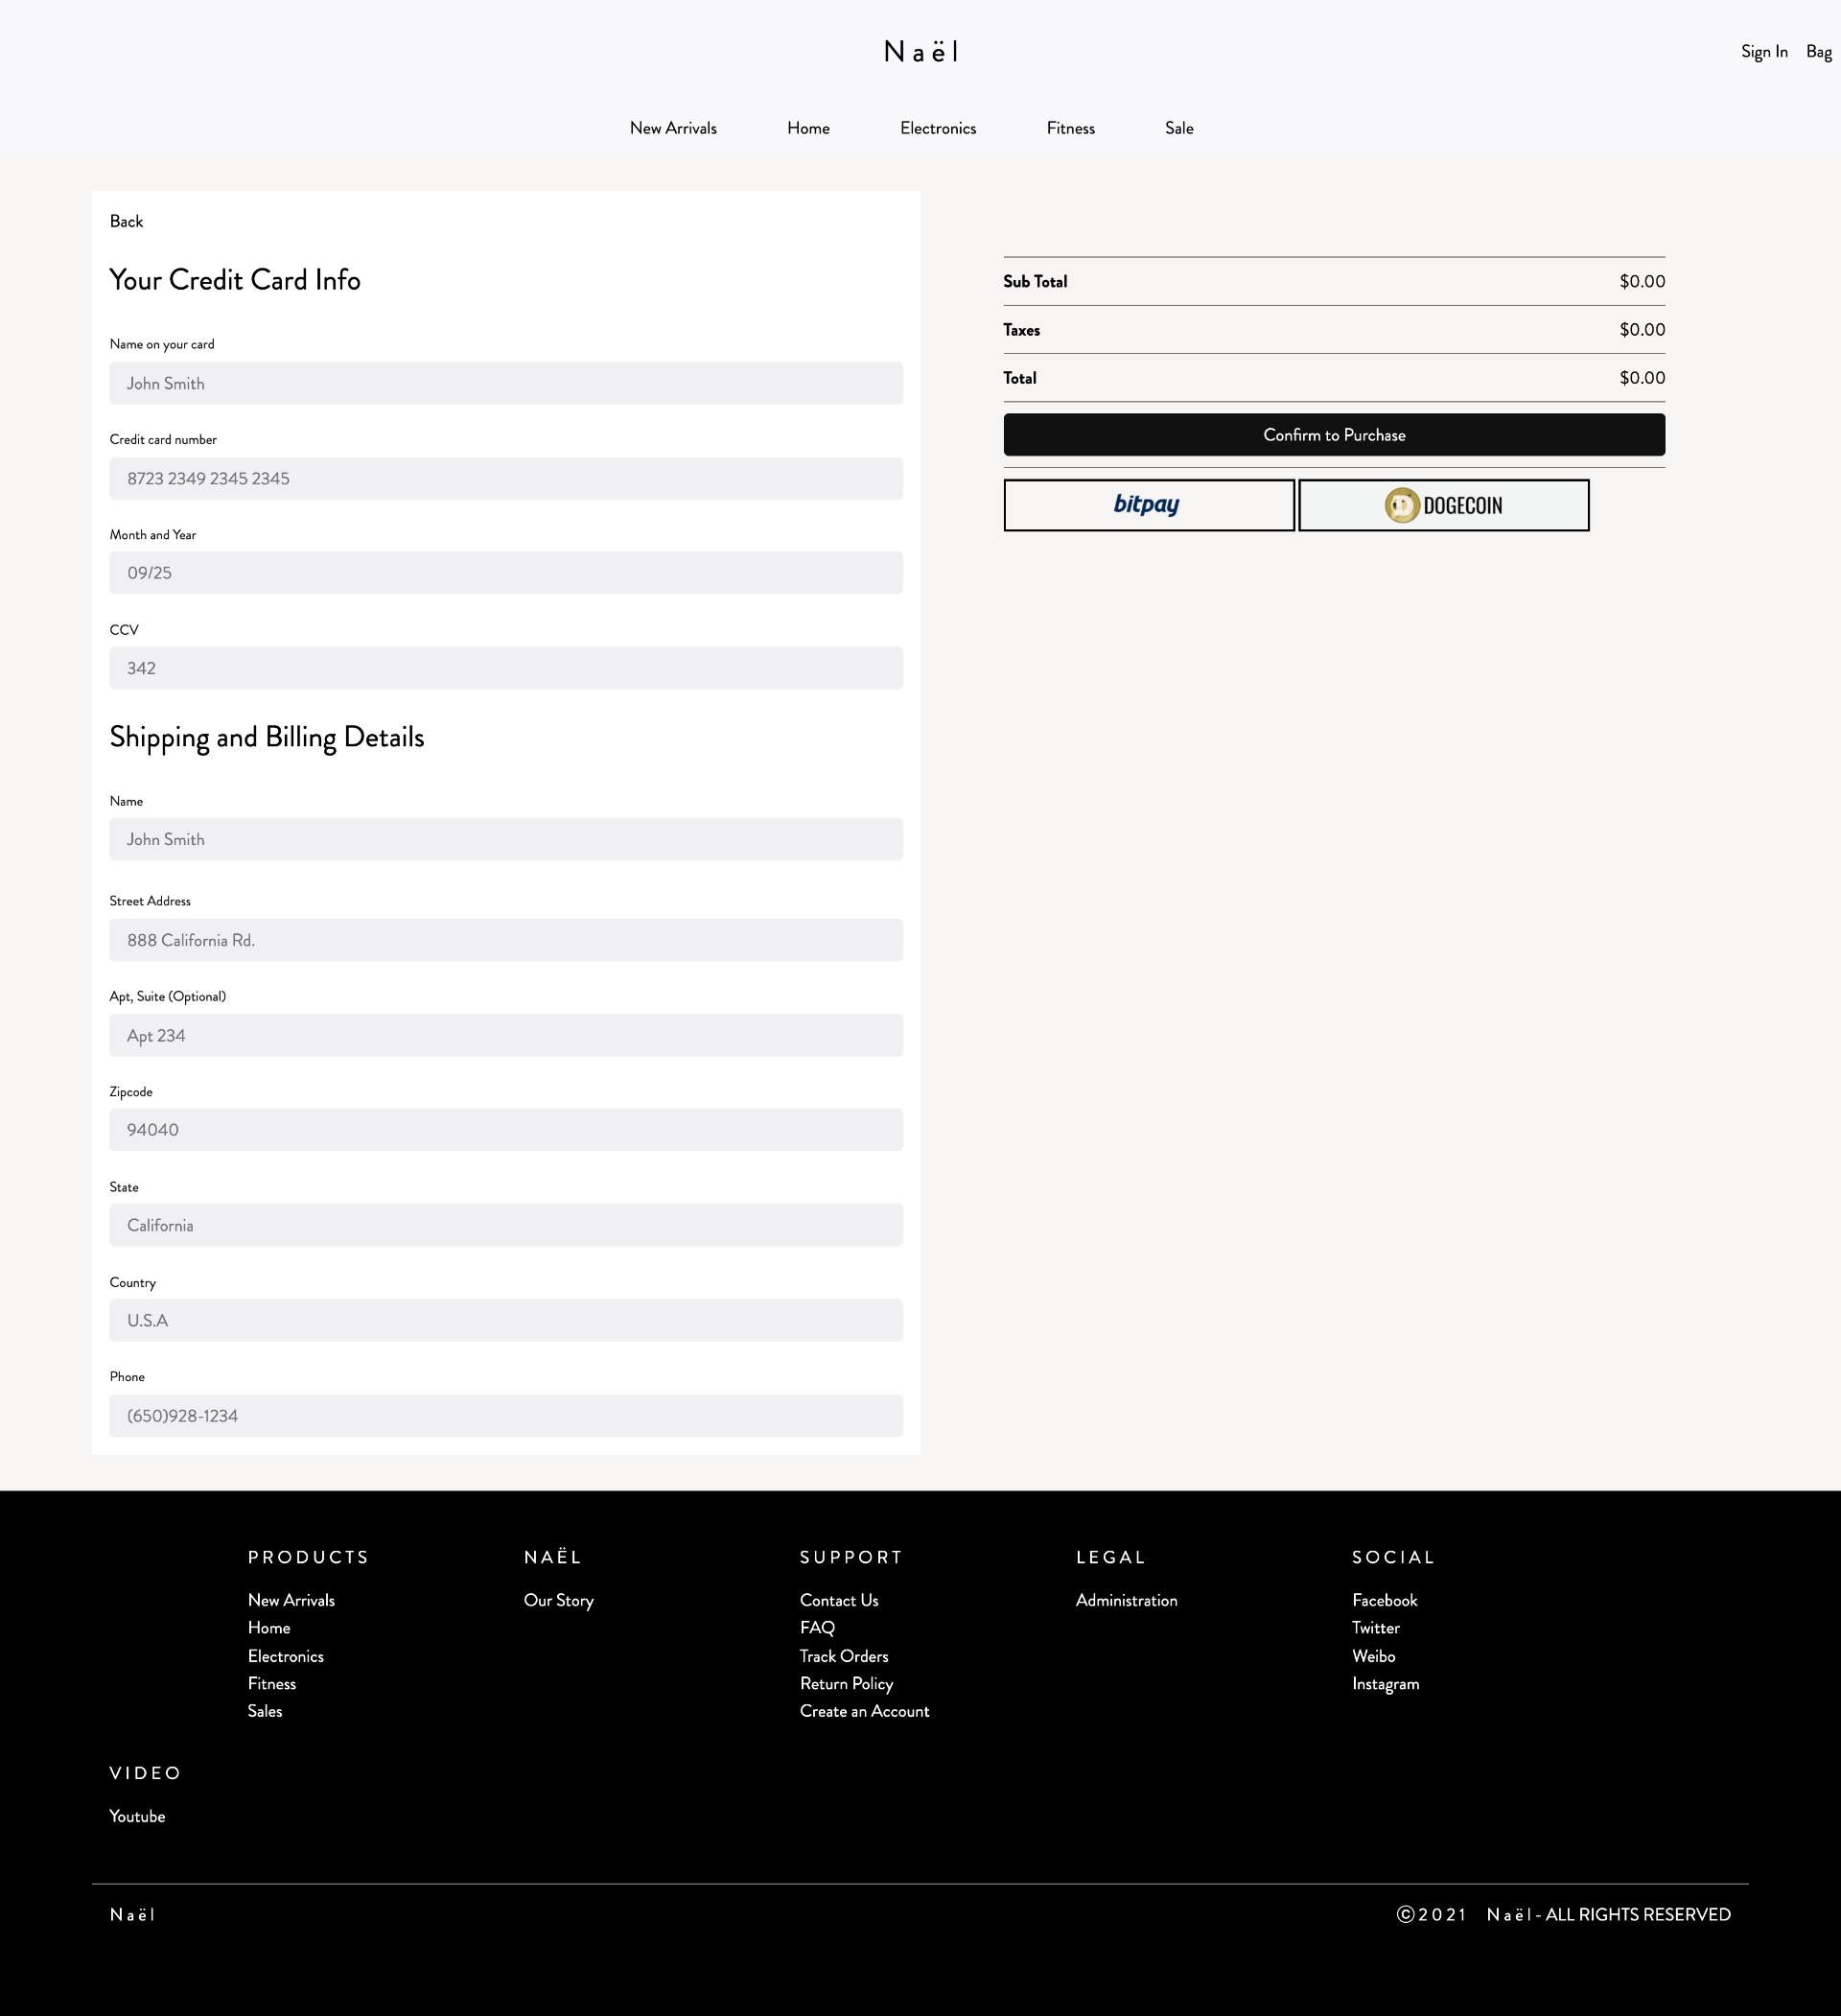 Naël
Sign In Bag
New Arrivals Home Electronics Fitness Sale
Back
Your Credit Card Info
Name on your card
John Smith
Credit card number
8723 2349 2345 2345
Month and Year
09/25
CCV
342
Shipping and Billing Details
Name
John Smith
Street Address
888 California Rd.
Apt, Suite (Optional)
Apt 234
Zipcode
94040
State
California
Country
U.S.A
Phone
(650)928-1234
Sub Total $0.00
Taxes $0.00
Total $0.00
Confirm to Purchase
bitpay
DOGECOIN
PRODUCTS
New Arrivals
Home
Electronics
Fitness
Sales
NAËL
Our Story
SUPPORT
Contact Us
FAQ
Track Orders
Return Policy
Create an Account
LEGAL
Administration
SOCIAL
Facebook
Twitter
Weibo
Instagram
VIDEO
Youtube
Naël
©2021 Naël- ALL RIGHTS RESERVED